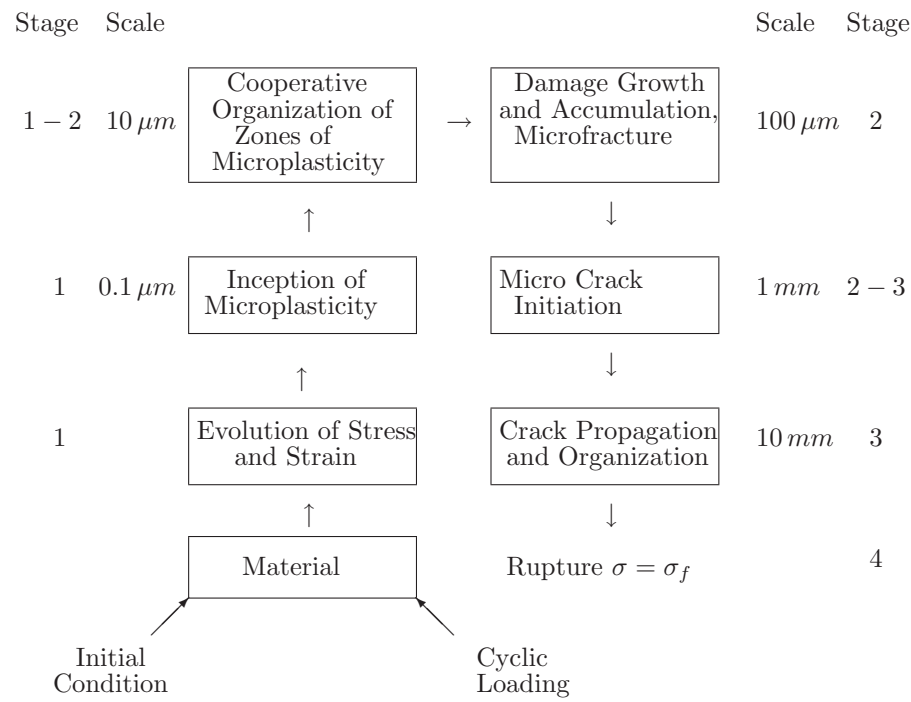 Stage Scale
Scale Stage
1 − 2 10 μm
Cooperative
Organization of
Zones of
Microplasticity
→
Damage Growth
and Accumulation,
Microfracture
100 μm 2
↑
↓
1 0.1 μm
Inception of
Microplasticity
Micro Crack
Initiation
1 mm 2 − 3
↑
↓
1
Evolution of Stress
and Strain
Crack Propagation
and Organization
10 mm 3
↑
↓
Material
Rupture σ = σ_f
4
Initial
Condition
Cyclic
Loading